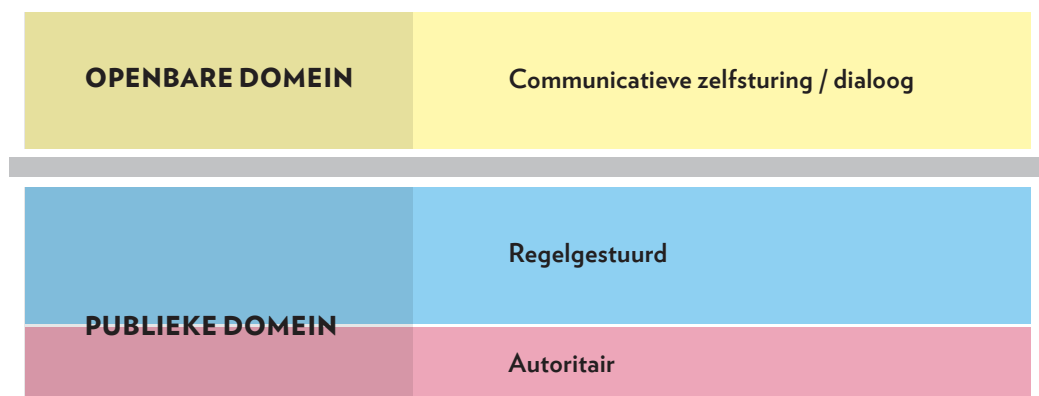 OPENBARE DOMEIN
Communicatieve zelfsturing / dialoog
Regelgestuurd
PUBLIEKE DOMEIN
Autoritair